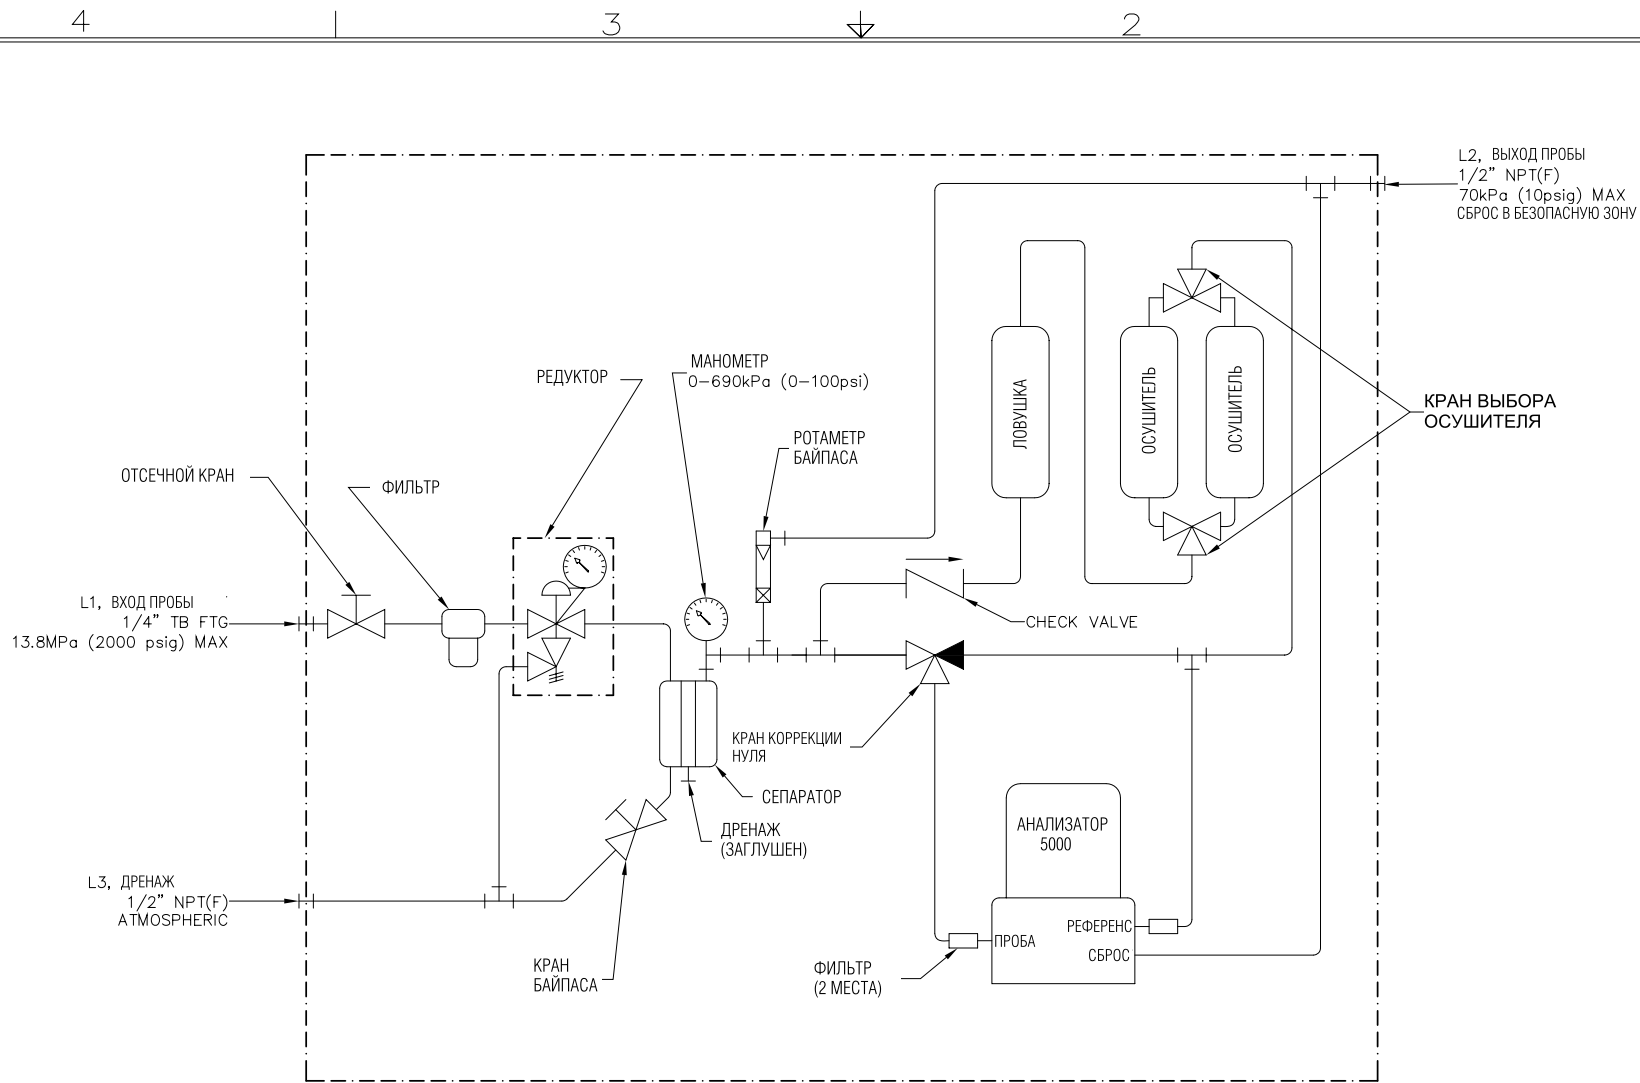 4
3
2
L2, ВЫХОД ПРОБЫ
1/2" NPT(F)
70kPa (10psig) MAX
СБРОС В БЕЗОПАСНУЮ ЗОНУ
МАНОМЕТР
0-690kPa (0-100psi)
РЕДУКТОР
РОТАМЕТР
БАЙПАСА
ЛОВУШКА
ОСУШИТЕЛЬ
ОСУШИТЕЛЬ
КРАН ВЫБОРА
ОСУШИТЕЛЯ
ОТСЕЧНОЙ КРАН
ФИЛЬТР
L1, ВХОД ПРОБЫ
1/4" TB FTG
13.8MPa (2000 psig) MAX
CHECK VALVE
КРАН КОРРЕКЦИИ
НУЛЯ
СЕПАРАТОР
ДРЕНАЖ
(ЗАГЛУШЕН)
АНАЛИЗАТОР
5000
L3, ДРЕНАЖ
1/2" NPT(F)
ATMOSPHERIC
РЕФЕРЕНС
ПРОБА
СБРОС
КРАН
БАЙПАСА
ФИЛЬТР
(2 МЕСТА)